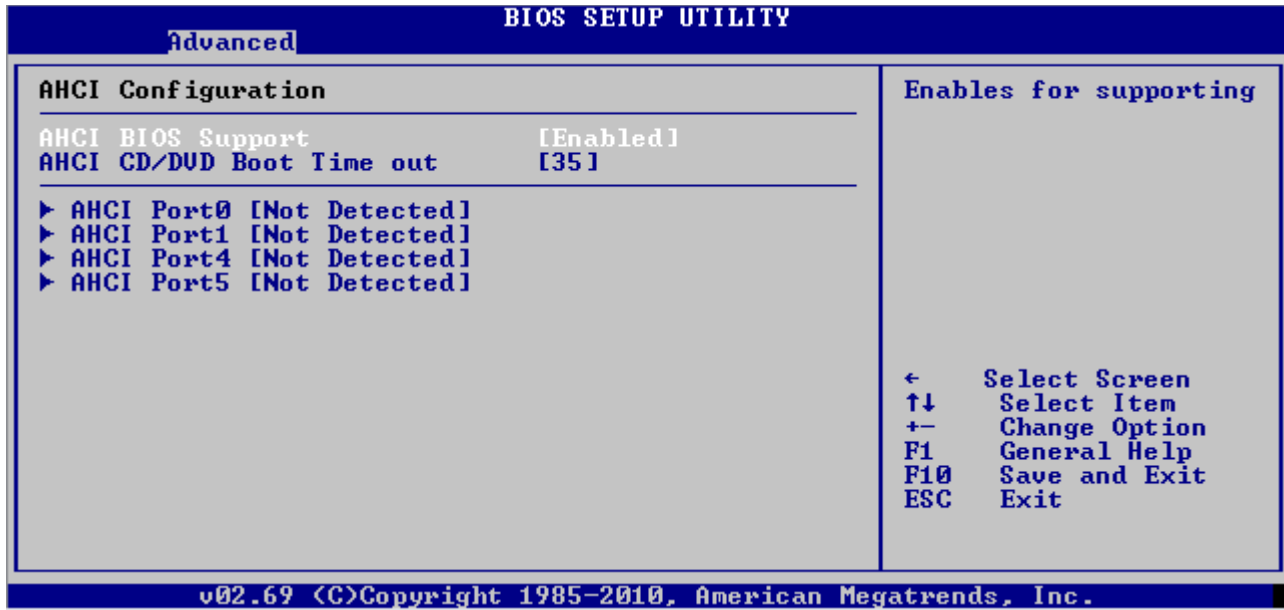 BIOS SETUP UTILITY
Advanced
AHCI Configuration
AHCI BIOS Support [Enabled]
AHCI CD/DVD Boot Time out [35]
► AHCI Port0 [Not Detected]
► AHCI Port1 [Not Detected]
► AHCI Port4 [Not Detected]
► AHCI Port5 [Not Detected]
Enables for supporting
← Select Screen
↑↓ Select Item
+- Change Option
F1 General Help
F10 Save and Exit
ESC Exit
v02.69 (C)Copyright 1985-2010, American Megatrends, Inc.